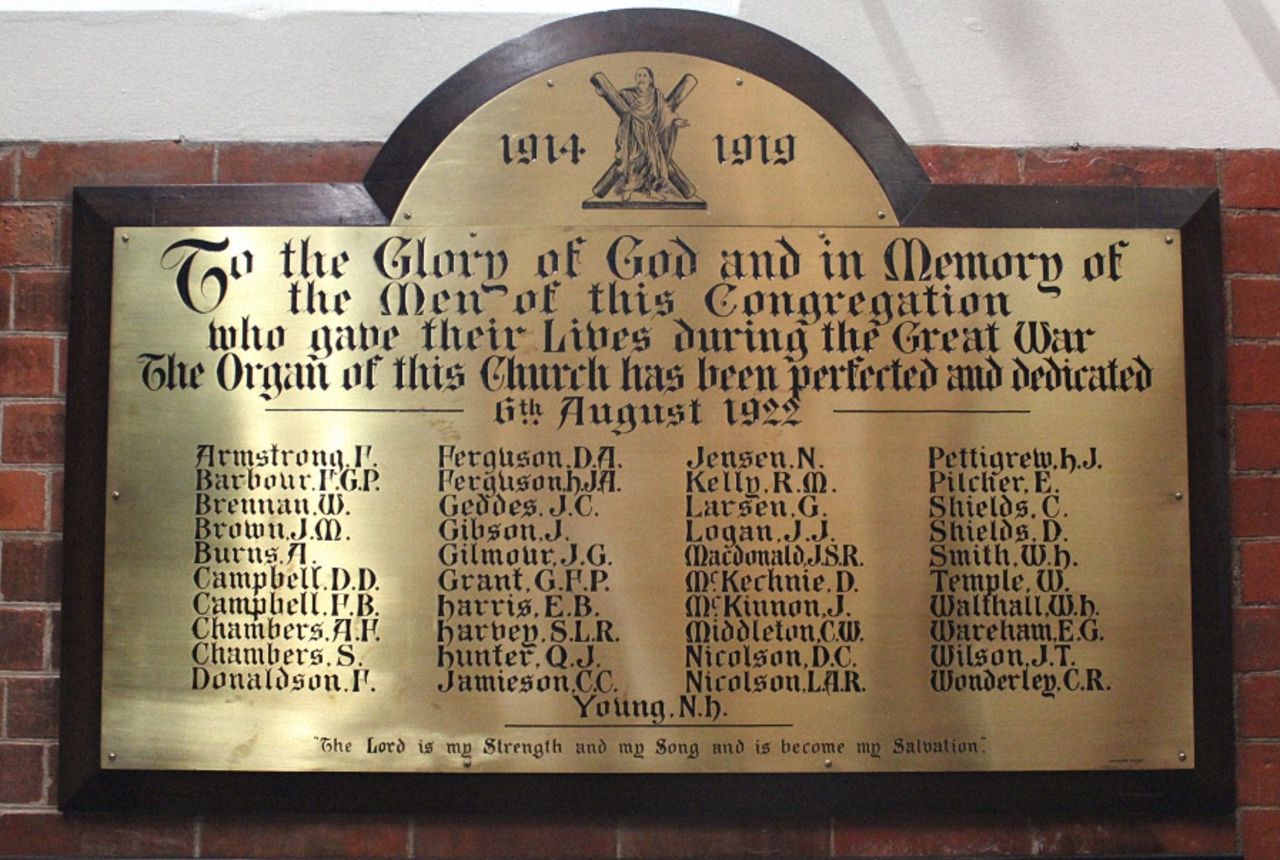 1914 1919
To the Glory of God and in Memory of
the Men of this Congregation
who gave their Lives during the Great War
The Organ of this Church has been perfected and dedicated
6th August 1922
Armstrong, F.
Barbour, F.G.P.
Brennan, W.
Brown, J.M.
Burns, A.
Campbell, D.D.
Campbell, F.B.
Chambers, A.F.
Chambers, S.
Donaldson, F.
Ferguson, D.A.
Ferguson, H.J.A.
Geddes, J.C.
Gibson, J.
Gilmour, J.G.
Grant, G.F.P.
Harris, E.B.
Harvey, S.L.R.
Hunter, Q.J.
Jamieson, C.C.
Jensen, N.
Kelly, R.M.
Larsen, G.
Logan, J.J.
Macdonald, J.S.R.
McKechnie, D.
McKinnon, J.
Middleton, C.W.
Nicolson, D.C.
Nicolson, L.A.R.
Pettigrew, H.J.
Pilcher, E.
Shields, C.
Shields, D.
Smith, W.H.
Temple, W.
Walthall, W.H.
Wareham, E.G.
Wilson, J.T.
Wonderley, C.R.
Young, N.H.
"The Lord is my Strength and my Song and is become my Salvation".